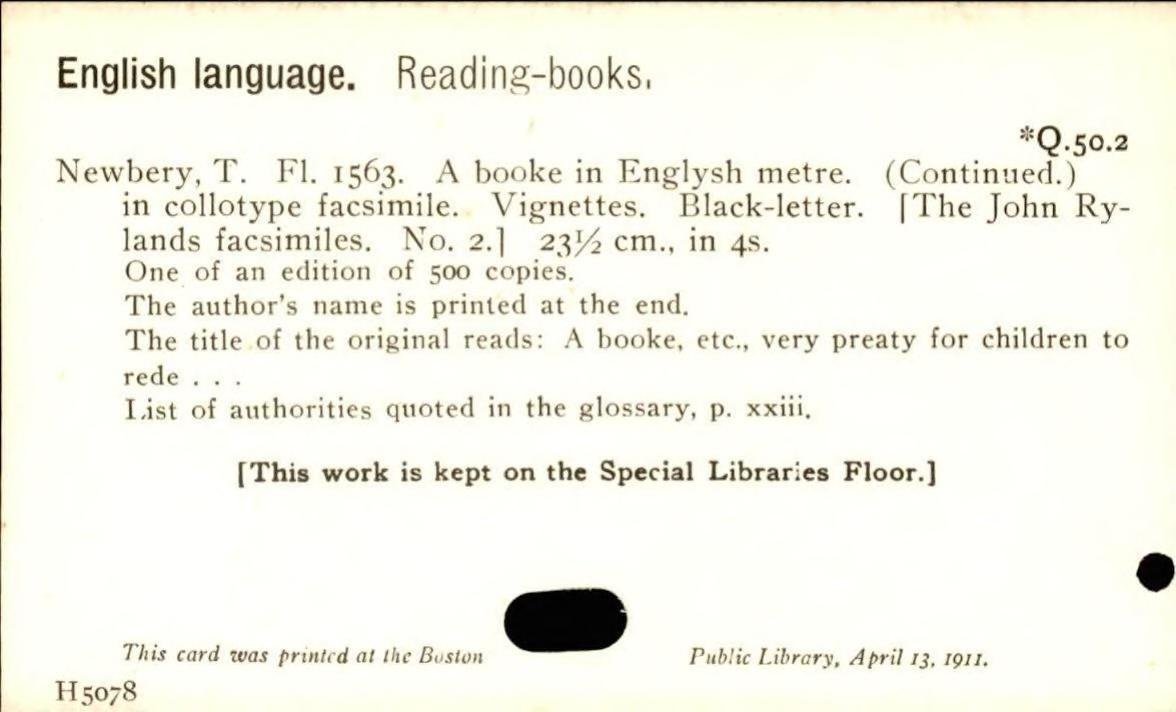 English language. Reading-books.
*Q.50.2
Newbery, T. Fl. 1563. A booke in Englysh metre. (Continued.)
in collotype facsimile. Vignettes. Black-letter. [The John Ry-
lands facsimiles. No. 2.] 23½ cm., in 4s.
One of an edition of 500 copies.
The author's name is printed at the end.
The title of the original reads: A booke, etc., very preaty for children to
rede . . .
List of authorities quoted in the glossary, p. xxiii.
[This work is kept on the Special Libraries Floor.]
This card was printed at the Boston Public Library, April 13, 1911.
H5078